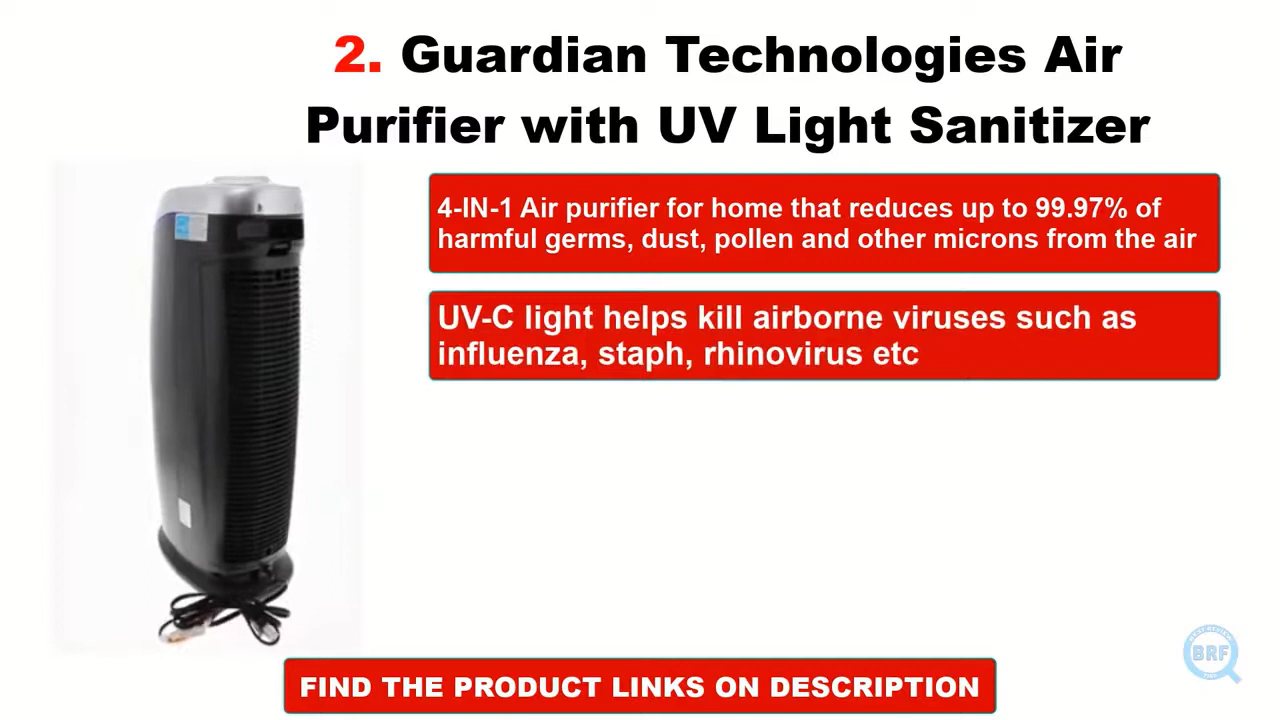 2. Guardian Technologies Air
Purifier with UV Light Sanitizer
4-IN-1 Air purifier for home that reduces up to 99.97% of
harmful germs, dust, pollen and other microns from the air
UV-C light helps kill airborne viruses such as
influenza, staph, rhinovirus etc
BRF
FIND THE PRODUCT LINKS ON DESCRIPTION